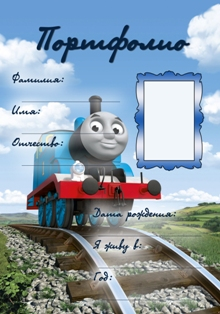 Портфолио
Фамилия:
Имя:
Отчество:
Дата рождения:
Я живу в:
Год: